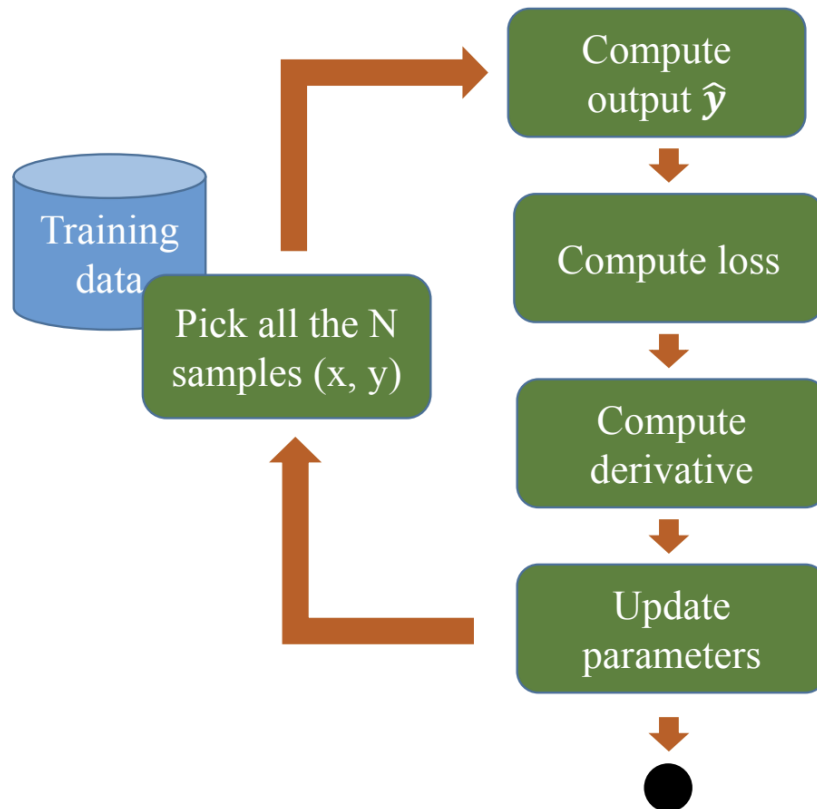 Training
data
Pick all the N
samples (x, y)
Compute
output ŷ
Compute loss
Compute
derivative
Update
parameters